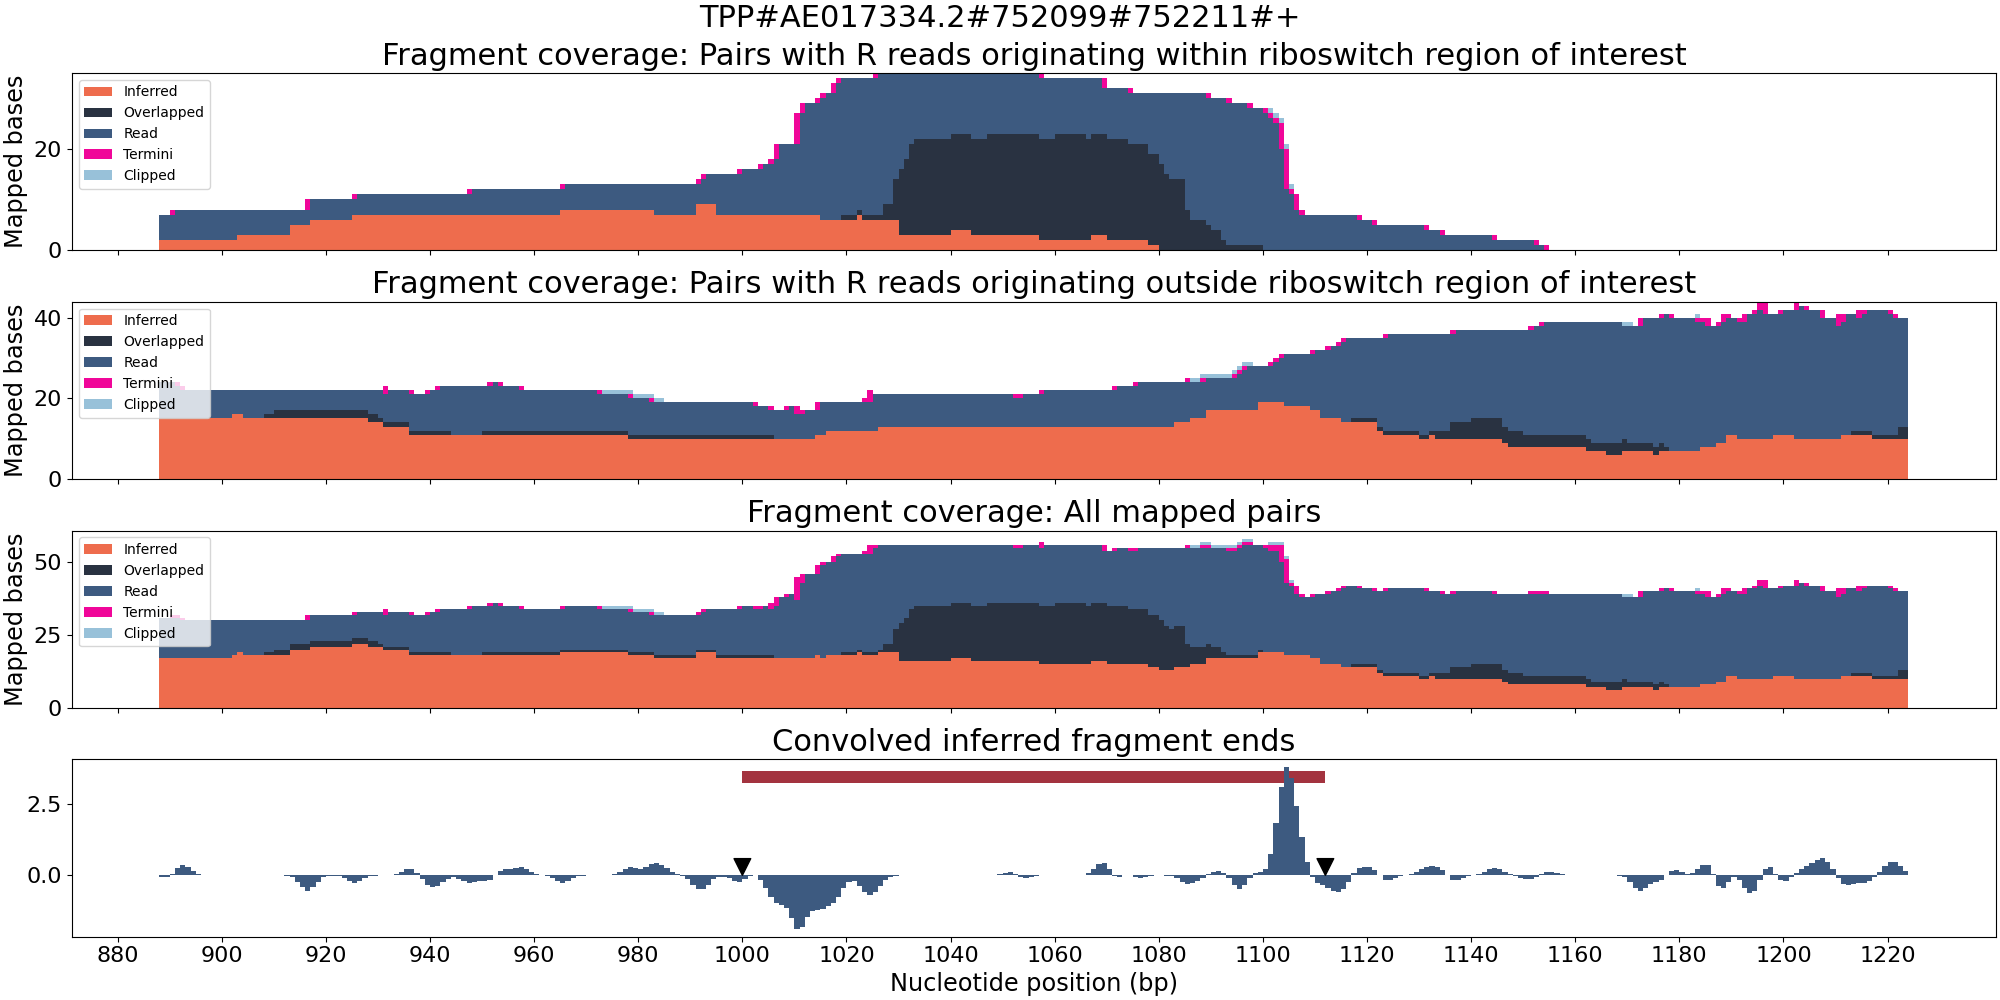 TPP#AE017334.2#752099#752211#+
Fragment coverage: Pairs with R reads originating within riboswitch region of interest
Mapped bases
20
0
Inferred
Overlapped
Read
Termini
Clipped
Fragment coverage: Pairs with R reads originating outside riboswitch region of interest
Mapped bases
40
20
0
Inferred
Overlapped
Read
Termini
Clipped
Fragment coverage: All mapped pairs
Mapped bases
50
25
0
Inferred
Overlapped
Read
Termini
Clipped
Convolved inferred fragment ends
2.5
0.0
880 900 920 940 960 980 1000 1020 1040 1060 1080 1100 1120 1140 1160 1180 1200 1220
Nucleotide position (bp)